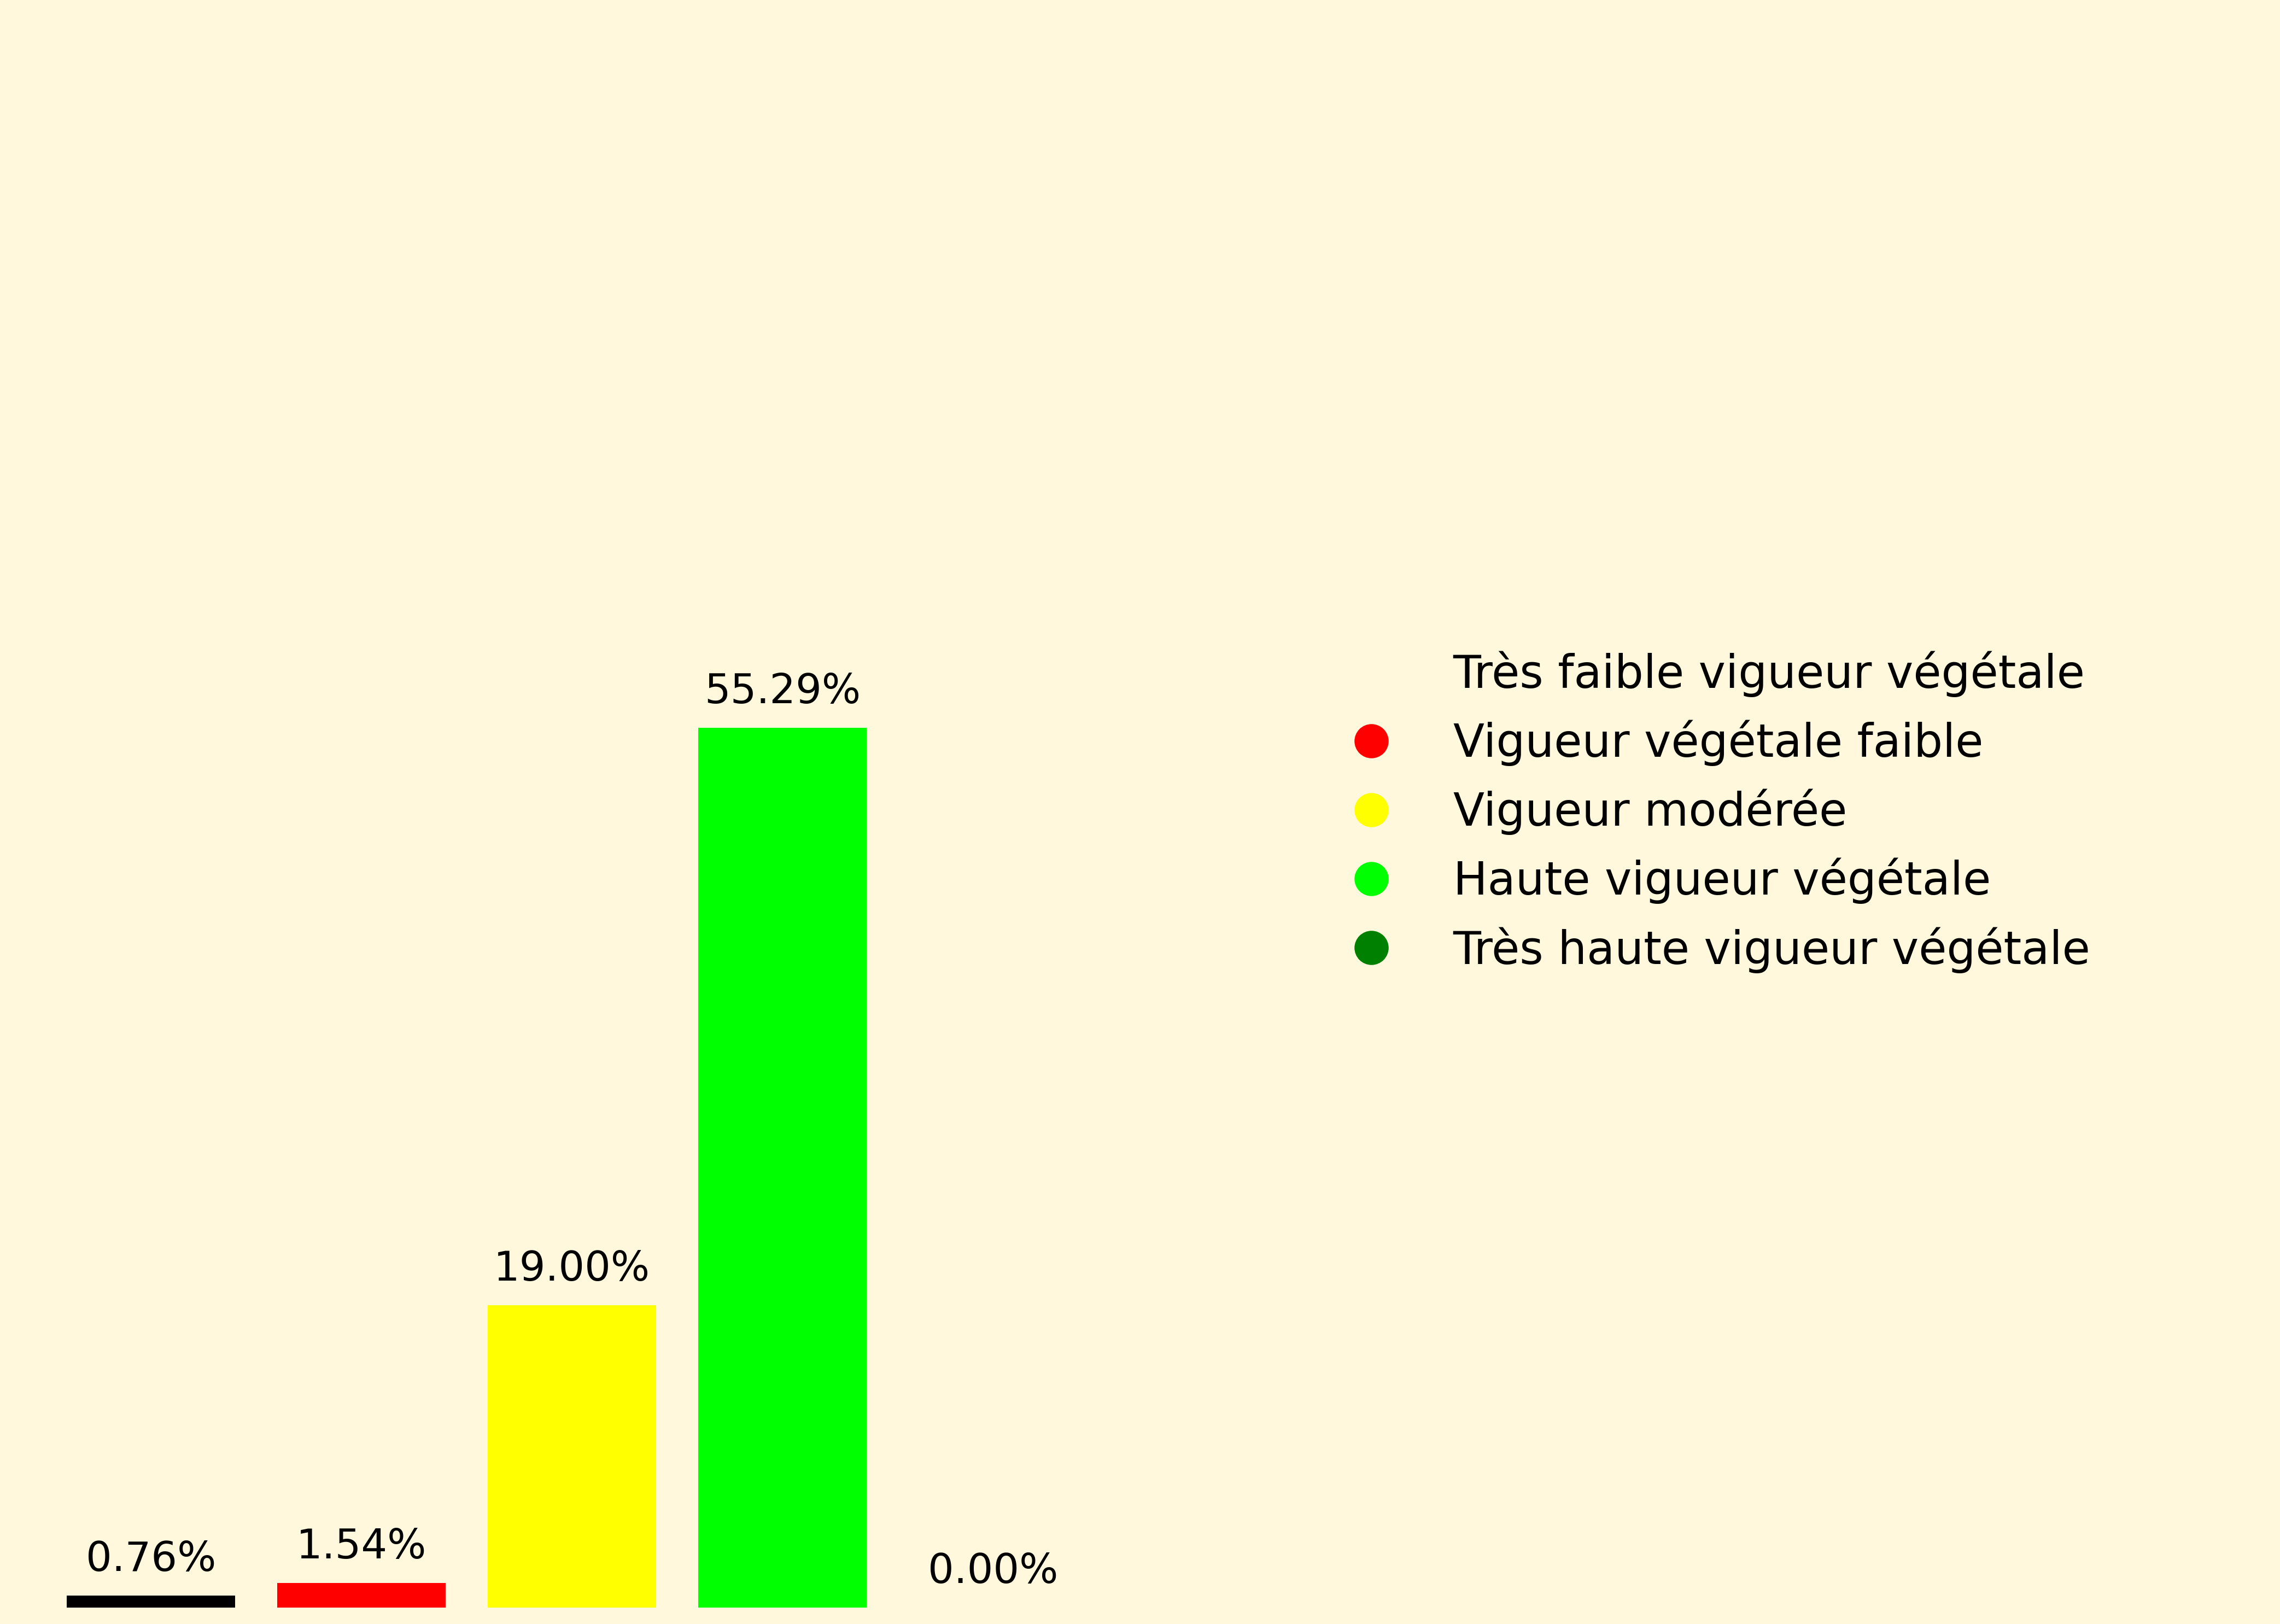 55.29%
19.00%
0.76%
1.54%
0.00%
Très faible vigueur végétale
Vigueur végétale faible
Vigueur modérée
Haute vigueur végétale
Très haute vigueur végétale